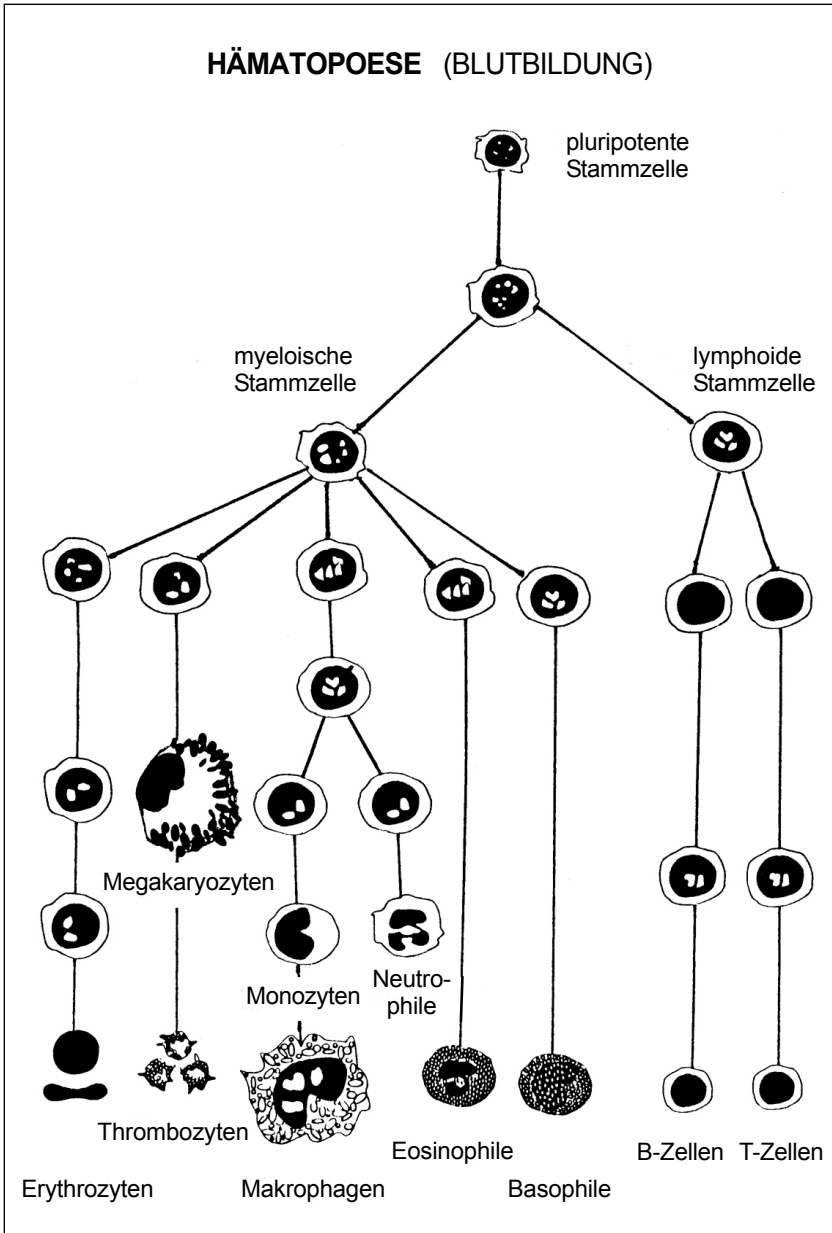 HÄMATOPOESE (BLUTBILDUNG)
pluripotente
Stammzelle
myeloische
Stammzelle
lymphoide
Stammzelle
Megakaryozyten
Monozyten
Neutro-
phile
Thrombozyten
Eosinophile
B-Zellen
T-Zellen
Erythrozyten
Makrophagen
Basophile